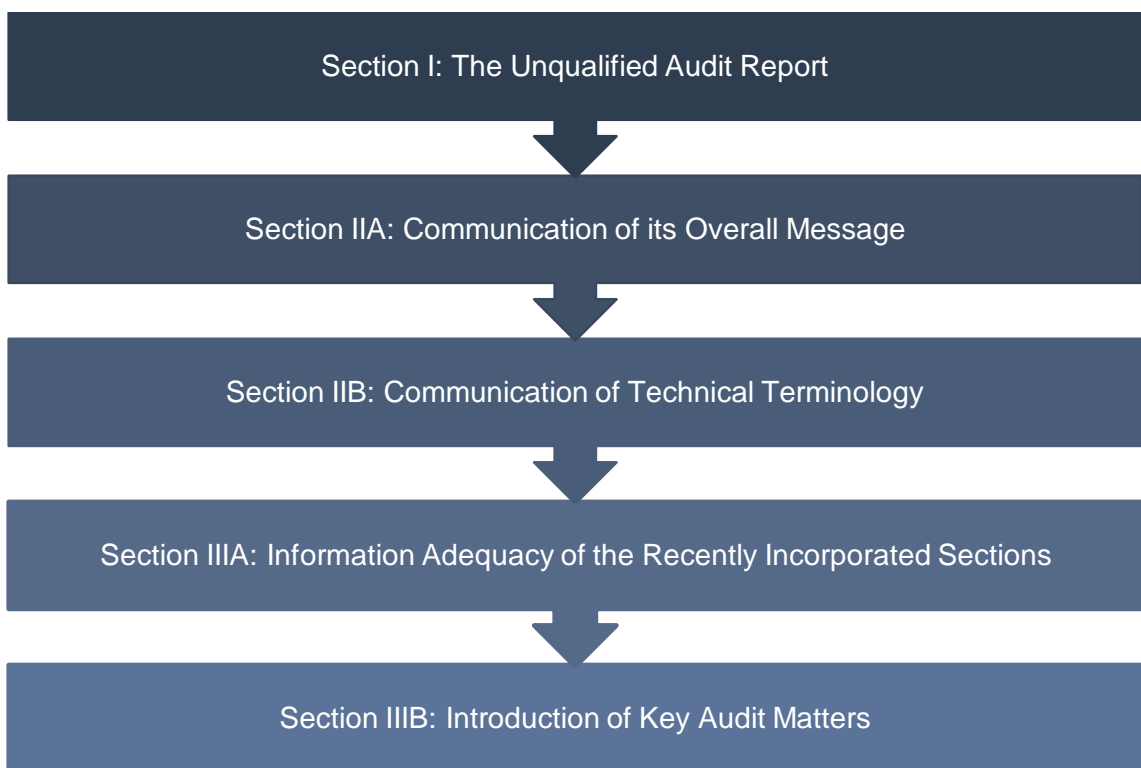 Section I: The Unqualified Audit Report
Section IIA: Communication of its Overall Message
Section IIB: Communication of Technical Terminology
Section IIIA: Information Adequacy of the Recently Incorporated Sections
Section IIIB: Introduction of Key Audit Matters